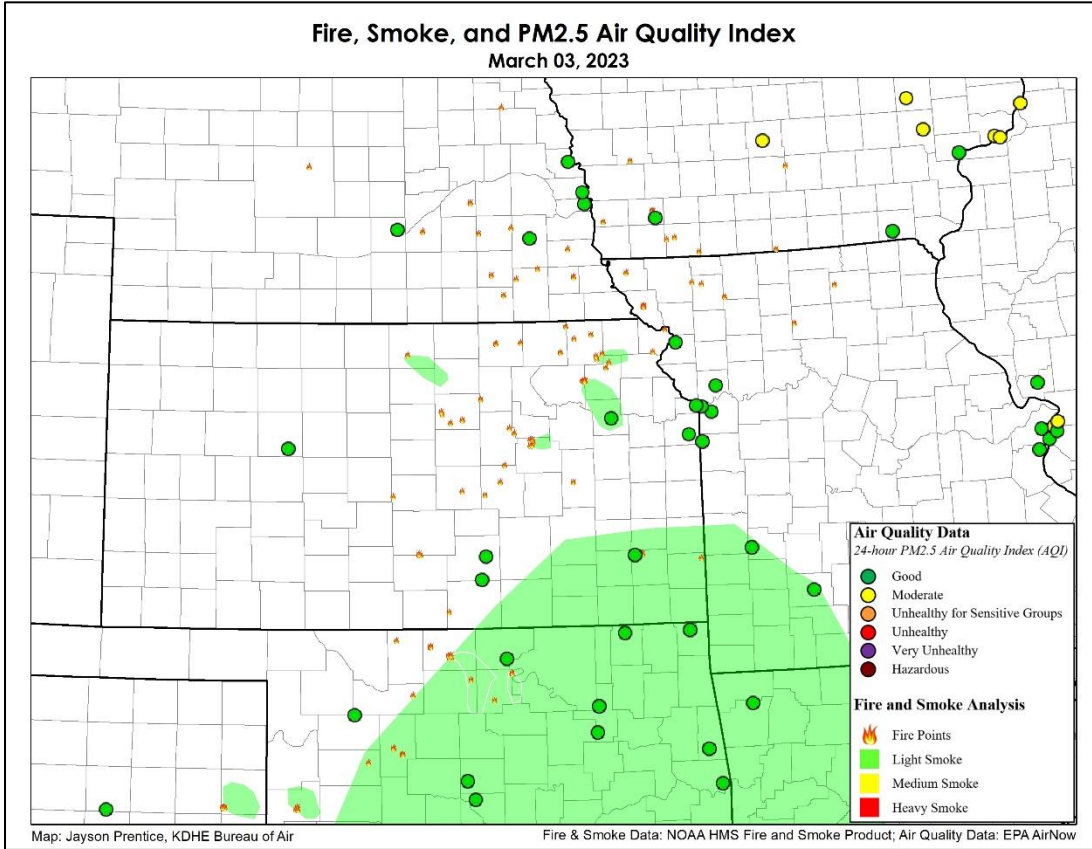 Fire, Smoke, and PM2.5 Air Quality Index
March 03, 2023
Air Quality Data
24-hour PM2.5 Air Quality Index (AQI)
Good
Moderate
Unhealthy for Sensitive Groups
Unhealthy
Very Unhealthy
Hazardous
Fire and Smoke Analysis
Fire Points
Light Smoke
Medium Smoke
Heavy Smoke
Map: Jayson Prentice, KDHE Bureau of Air
Fire & Smoke Data: NOAA HMS Fire and Smoke Product; Air Quality Data: EPA AirNow